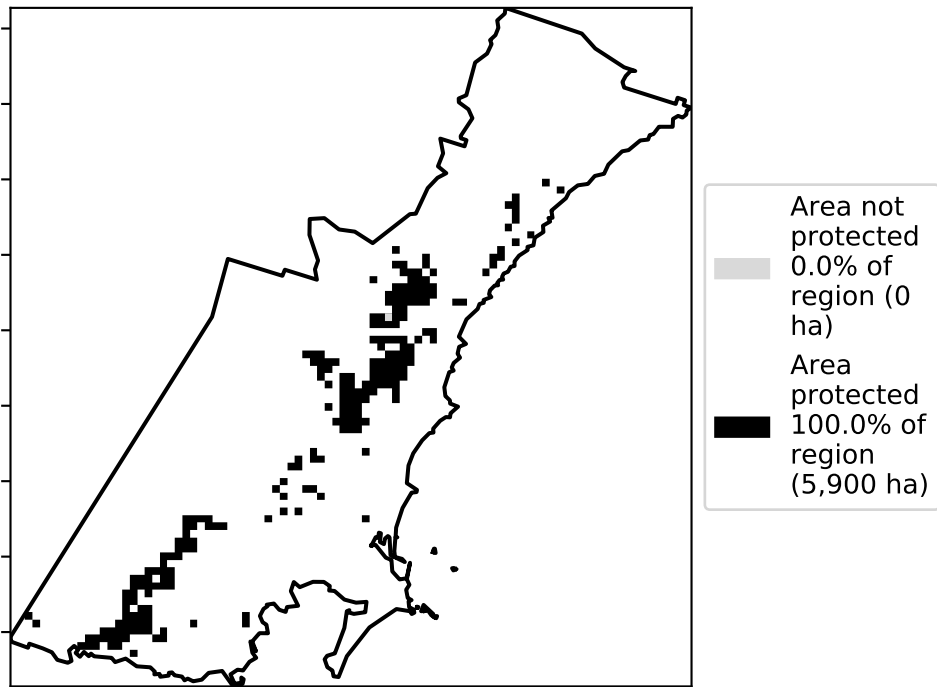 Area not
protected
0.0% of
region (0
ha)
Area
protected
100.0% of
region
(5,900 ha)